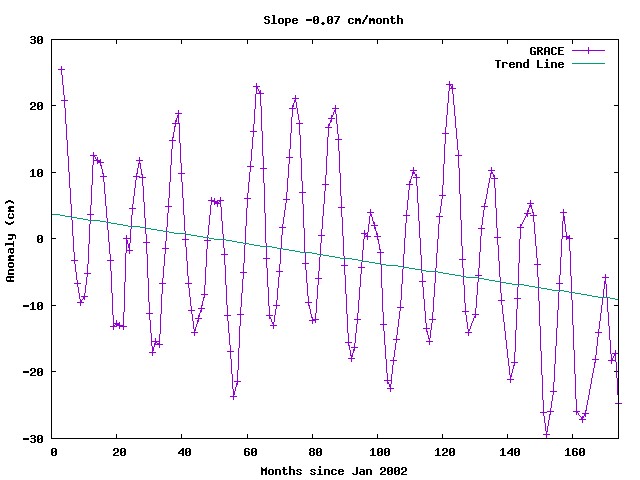 Slope -0.07 cm/month
GRACE
Trend Line
30
20
10
0
-10
-20
-30
Anomaly (cm)
0 20 40 60 80 100 120 140 160
Months since Jan 2002